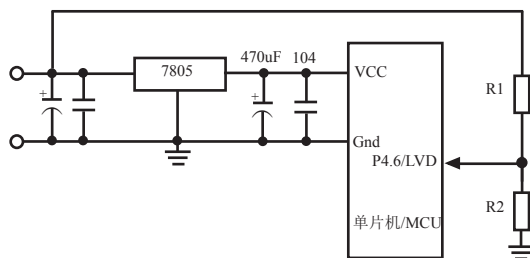 7805
470uF
104
VCC
R1
Gnd
P4.6/LVD
R2
单片机/MCU
+
+